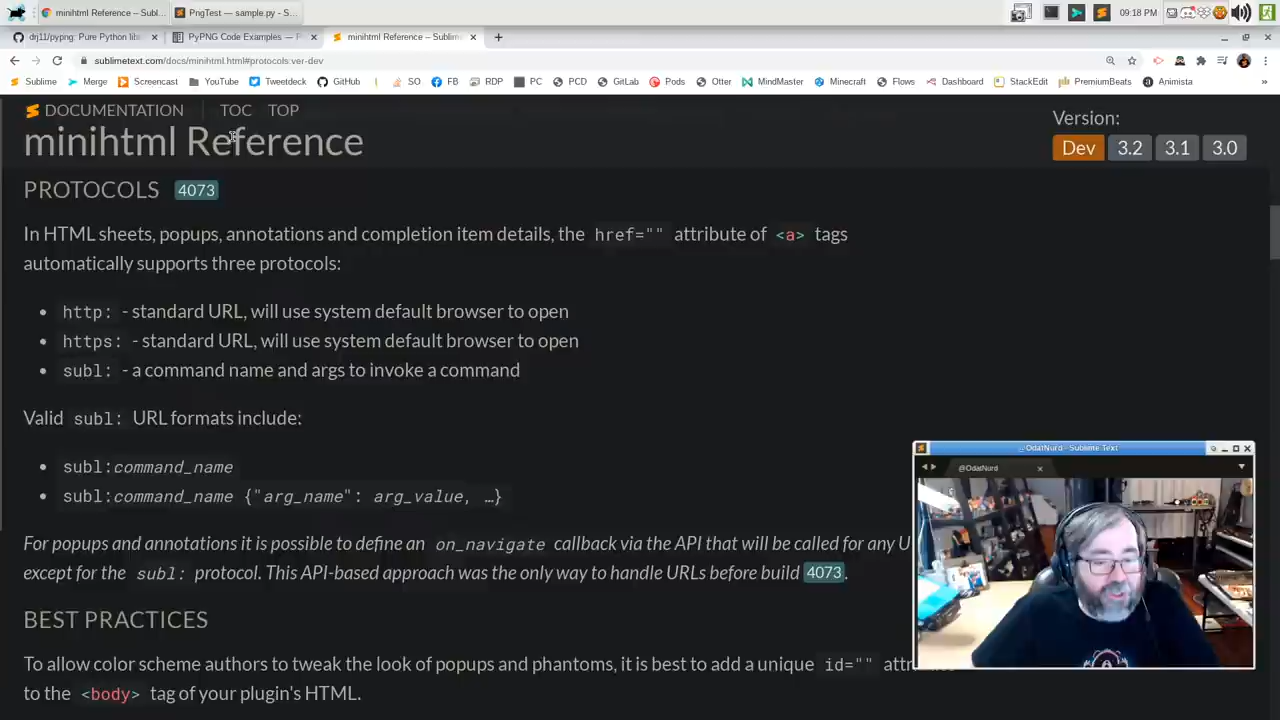 minihtml Reference – Subl...
PngTest — sample.py - S...
09:18 PM
drj11/pypng: Pure Python lib
PyPNG Code Examples — P
minihtml Reference – Sublime
sublimetext.com/docs/minihtml.html#protocols:ver-dev
Sublime
Merge
Screencast
YouTube
Tweetdeck
GitHub
SO
FB
RDP
PC
PCD
GitLab
Pods
Otter
MindMaster
Minecraft
Flows
Dashboard
StackEdit
PremiumBeats
Animista
DOCUMENTATION TOC TOP
minihtml Reference
Version:
Dev 3.2 3.1 3.0
PROTOCOLS 4073
In HTML sheets, popups, annotations and completion item details, the href="" attribute of <a> tags
automatically supports three protocols:
• http: - standard URL, will use system default browser to open
• https: - standard URL, will use system default browser to open
• subl: - a command name and args to invoke a command
Valid subl: URL formats include:
• subl:command_name
• subl:command_name {"arg_name": arg_value, …}
For popups and annotations it is possible to define an on_navigate callback via the API that will be called for any U
except for the subl: protocol. This API-based approach was the only way to handle URLs before build 4073.
BEST PRACTICES
To allow color scheme authors to tweak the look of popups and phantoms, it is best to add a unique id="" att
to the <body> tag of your plugin's HTML.
@OdatNurd - Sublime Text
@OdatNurd